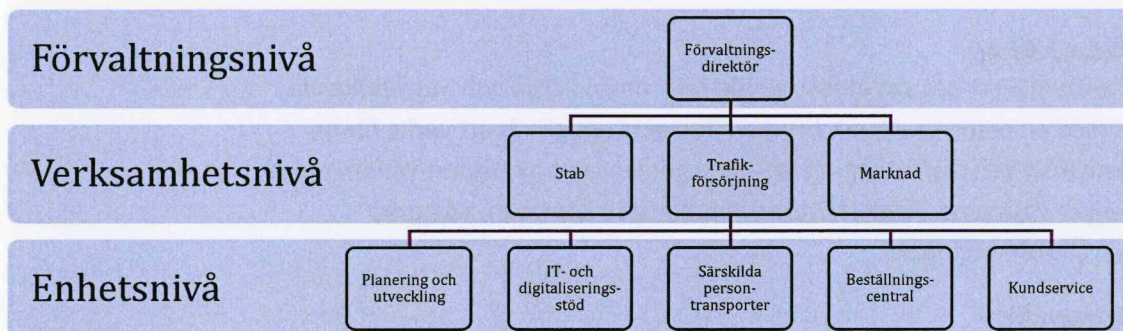 Förvaltningsnivå
Förvaltnings-
direktör
Verksamhetsnivå
Stab
Trafik-
försörjning
Marknad
Enhetsnivå
Planering och
utveckling
IT- och
digitaliserings-
stöd
Särskilda
person-
transporter
Beställnings-
central
Kundservice